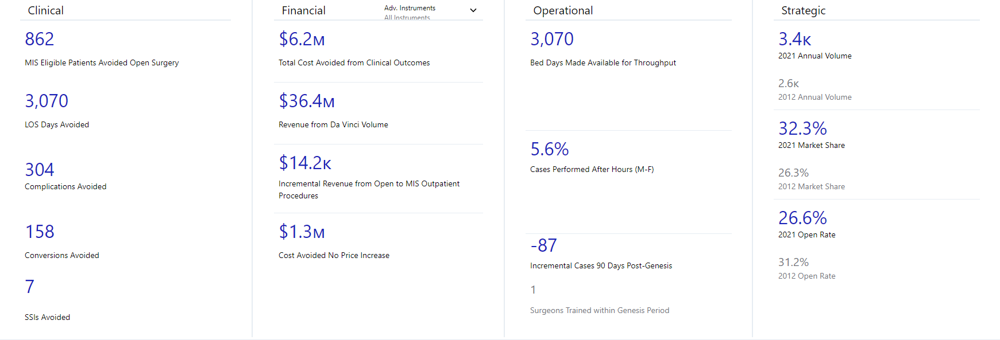 Clinical
862
MIS Eligible Patients Avoided Open Surgery
3,070
LOS Days Avoided
304
Complications Avoided
158
Conversions Avoided
7
SSIs Avoided
Financial
Adv. Instruments
All Instruments
$6.2M
Total Cost Avoided from Clinical Outcomes
$36.4M
Revenue from Da Vinci Volume
$14.2K
Incremental Revenue from Open to MIS Outpatient
Procedures
$1.3M
Cost Avoided No Price Increase
Operational
3,070
Bed Days Made Available for Throughput
5.6%
Cases Performed After Hours (M-F)
-87
Incremental Cases 90 Days Post-Genesis
1
Surgeons Trained within Genesis Period
Strategic
3.4K
2021 Annual Volume
2.6K
2012 Annual Volume
32.3%
2021 Market Share
26.3%
2012 Market Share
26.6%
2021 Open Rate
31.2%
2012 Open Rate